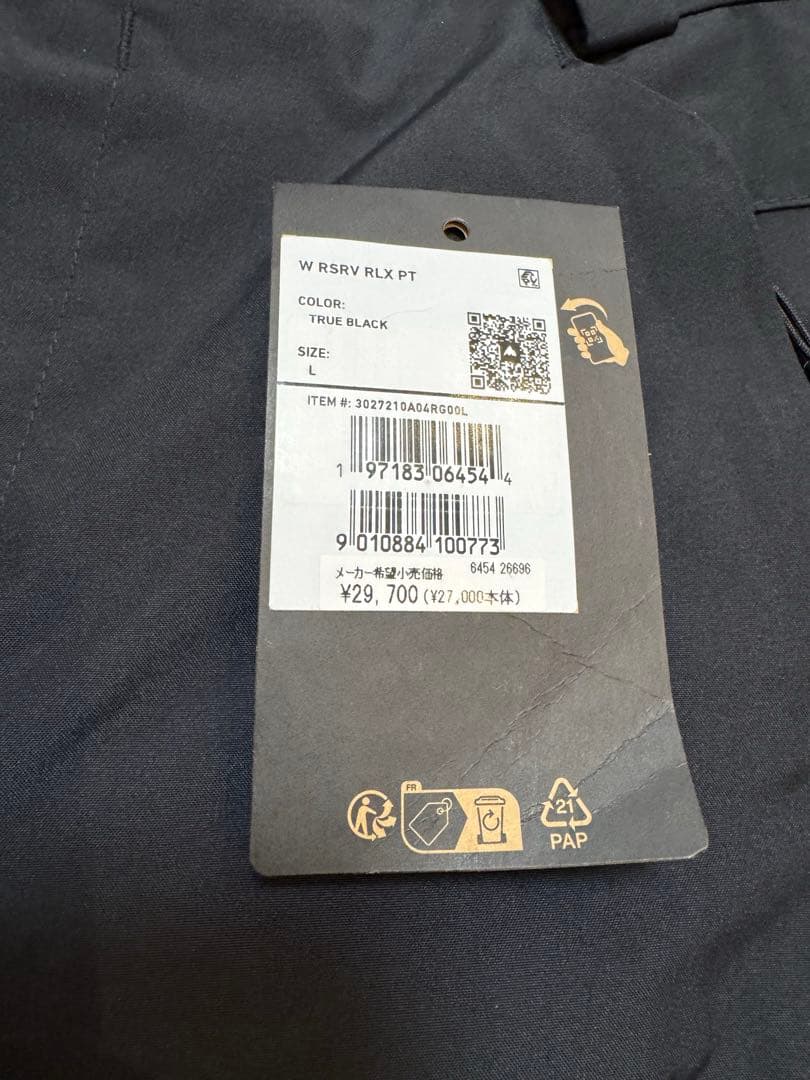 W RSRV RLX PT
COLOR:
TRUE BLACK
SIZE:
L
ITEM #: 3027210A04RG00L
1 97183 06454 4
9 010884 100773
メーカー希望小売価格 6454 26696
¥29,700 (¥27,000本体)
FR
21
PAP